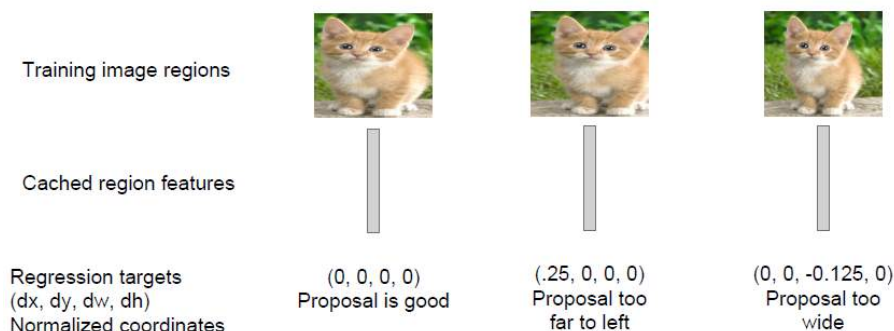 Training image regions
Cached region features
Regression targets
(dx, dy, dw, dh)
Normalized coordinates
(0, 0, 0, 0)
Proposal is good
(.25, 0, 0, 0)
Proposal too
far to left
(0, 0, -0.125, 0)
Proposal too
wide